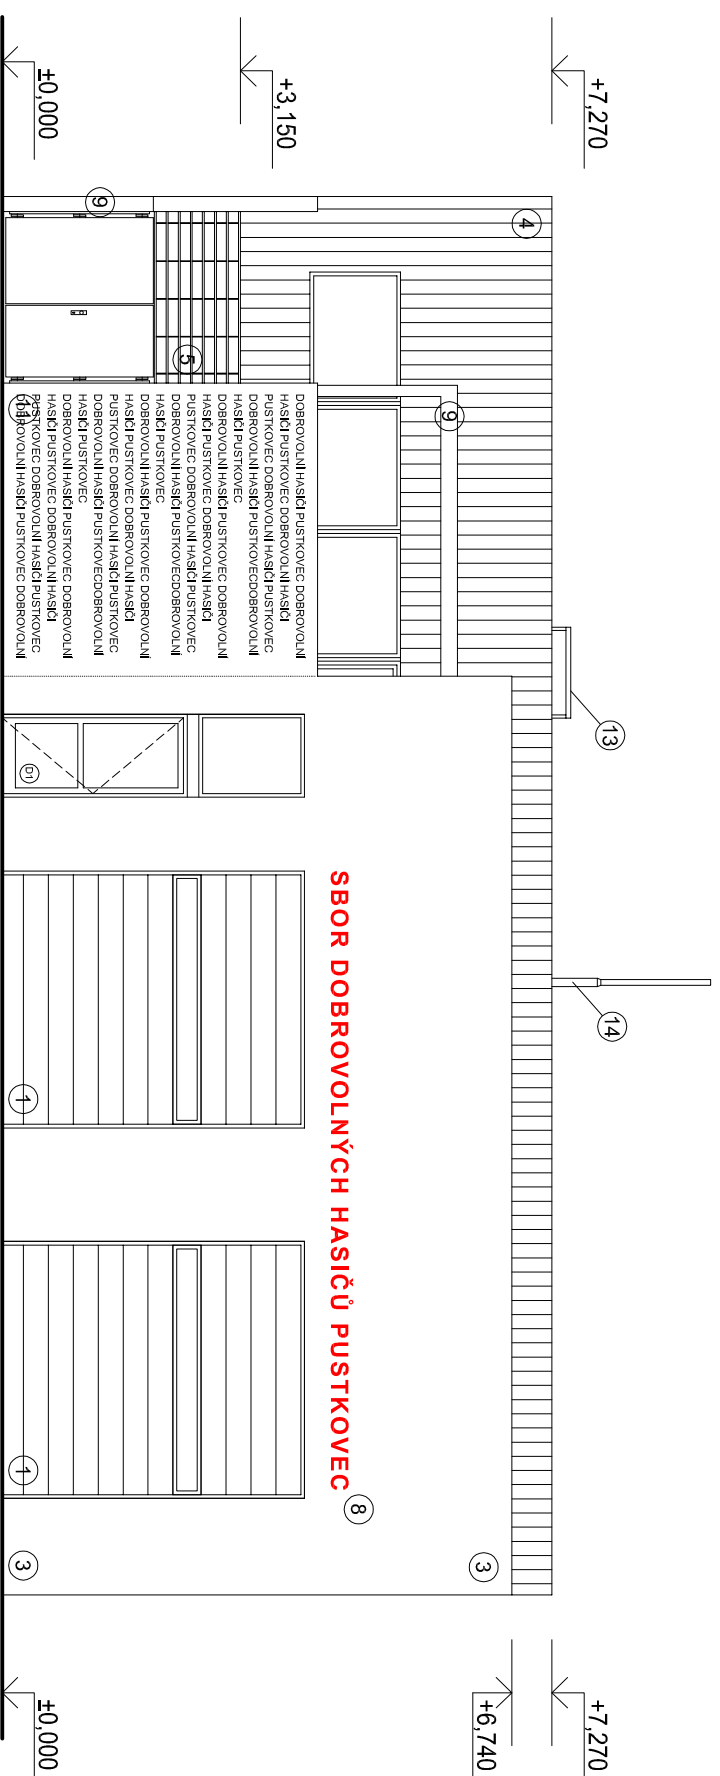 14
13
+7,270
+7,270
4
+6,740
9
3
8
SBOR DOBROVOLNÝCH HASIČŮ PUSTKOVEC
+3,150
DOBROVOLNÍ HASIČI PUSTKOVEC DOBROVOLNÍ
HASIČI PUSTKOVEC DOBROVOLNÍ HASIČI
PUSTKOVEC DOBROVOLNÍ HASIČI PUSTKOVEC
DOBROVOLNÍ HASIČI PUSTKOVECDOBROVOLNÍ
HASIČI PUSTKOVEC
DOBROVOLNÍ HASIČI PUSTKOVEC DOBROVOLNÍ
HASIČI PUSTKOVEC DOBROVOLNÍ HASIČI
PUSTKOVEC DOBROVOLNÍ HASIČI PUSTKOVEC
DOBROVOLNÍ HASIČI PUSTKOVECDOBROVOLNÍ
HASIČI PUSTKOVEC
DOBROVOLNÍ HASIČI PUSTKOVEC DOBROVOLNÍ
HASIČI PUSTKOVEC DOBROVOLNÍ HASIČI
PUSTKOVEC DOBROVOLNÍ HASIČI PUSTKOVEC
DOBROVOLNÍ HASIČI PUSTKOVECDOBROVOLNÍ
HASIČI PUSTKOVEC
DOBROVOLNÍ HASIČI PUSTKOVEC DOBROVOLNÍ
HASIČI PUSTKOVEC DOBROVOLNÍ HASIČI
PUSTKOVEC DOBROVOLNÍ HASIČI PUSTKOVEC
DOBROVOLNÍ HASIČI PUSTKOVEC DOBROVOLNÍ
5
9
±0,000
11
D1
1
1
3
±0,000